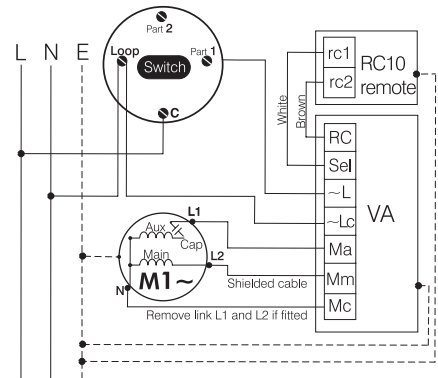 Part 2
L N E
Loop
Part 1
Switch
C
rc1
rc2
RC10
remote
White
Brown
RC
Sel
~L
~Lc
Ma
Mm
Mc
VA
L1
Aux
Cap
Main
L2
M1~
N
Shielded cable
Remove link L1 and L2 if fitted